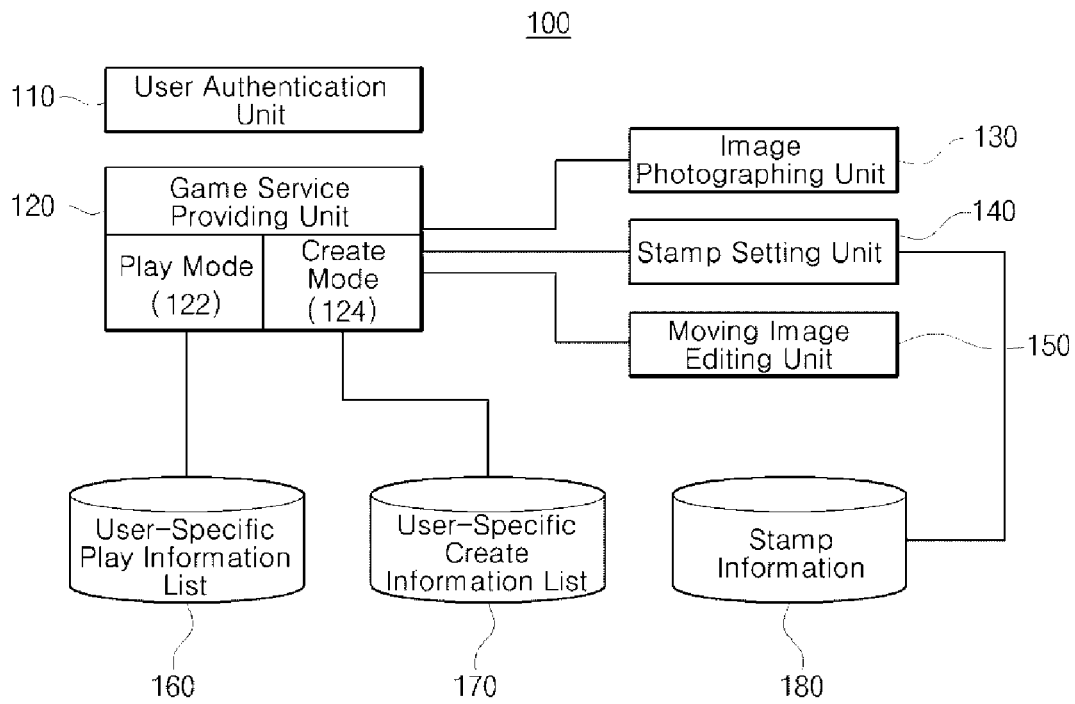 100
110
User Authentication
Unit
120
Game Service
Providing Unit
Play Mode
(122)
Create
Mode
(124)
Image
Photographing Unit
130
Stamp Setting Unit
140
Moving Image
Editing Unit
150
User-Specific
Play Information
List
User-Specific
Create
Information List
Stamp
Information
160
170
180